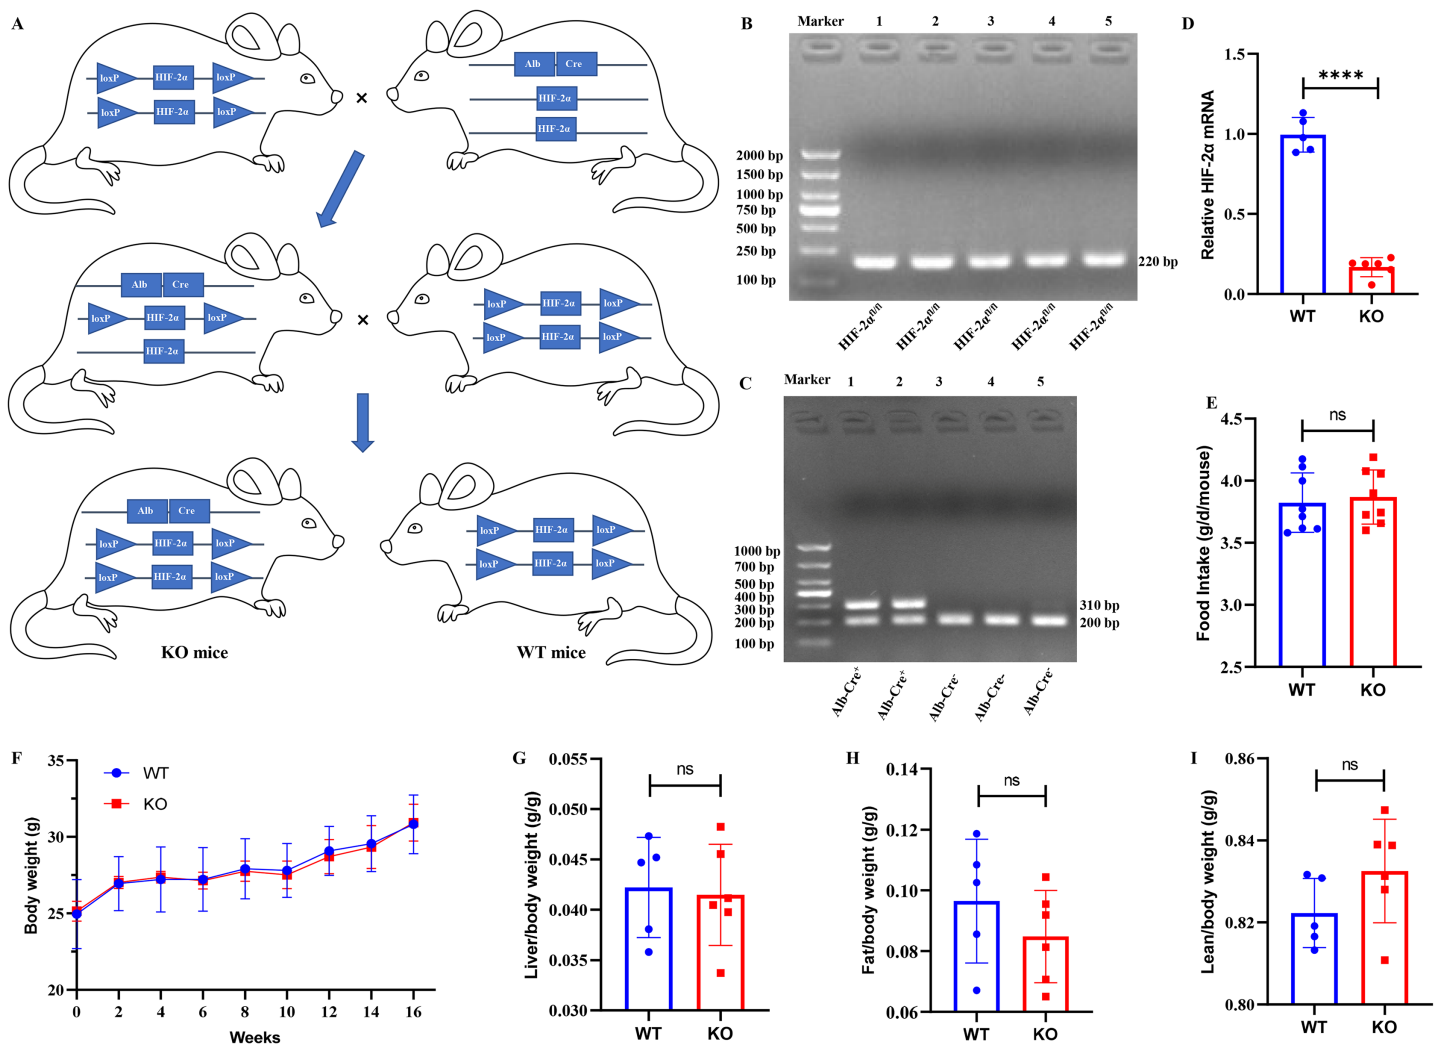 A
loxP HIF-2α loxP
loxP HIF-2α loxP
×
Alb Cre
HIF-2α
HIF-2α
Alb Cre
loxP HIF-2α loxP
HIF-2α
×
loxP HIF-2α loxP
loxP HIF-2α loxP
Alb Cre
loxP HIF-2α loxP
loxP HIF-2α loxP
KO mice
loxP HIF-2α loxP
loxP HIF-2α loxP
WT mice
B
Marker 1 2 3 4 5
2000 bp
1500 bp
1000 bp
750 bp
500 bp
250 bp
100 bp
220 bp
HIF-2αfl/fl HIF-2αfl/fl HIF-2αfl/fl HIF-2αfl/fl HIF-2αfl/fl
C
Marker 1 2 3 4 5
1000 bp
700 bp
500 bp
400 bp
300 bp
200 bp
100 bp
310 bp
200 bp
Alb-Cre+ Alb-Cre+ Alb-Cre- Alb-Cre- Alb-Cre-
D
Relative HIF-2α mRNA
1.5
1.0
0.5
0.0
****
WT KO
E
Food Intake (g/d/mouse)
4.5
4.0
3.5
3.0
2.5
ns
WT KO
F
Body weight (g)
35
30
25
20
WT
KO
0 2 4 6 8 10 12 14 16
Weeks
G
Liver/body weight (g/g)
0.055
0.050
0.045
0.040
0.035
0.030
ns
WT KO
H
Fat/body weight (g/g)
0.14
0.12
0.10
0.08
0.06
ns
WT KO
I
Lean/body weight (g/g)
0.86
0.84
0.82
0.80
ns
WT KO